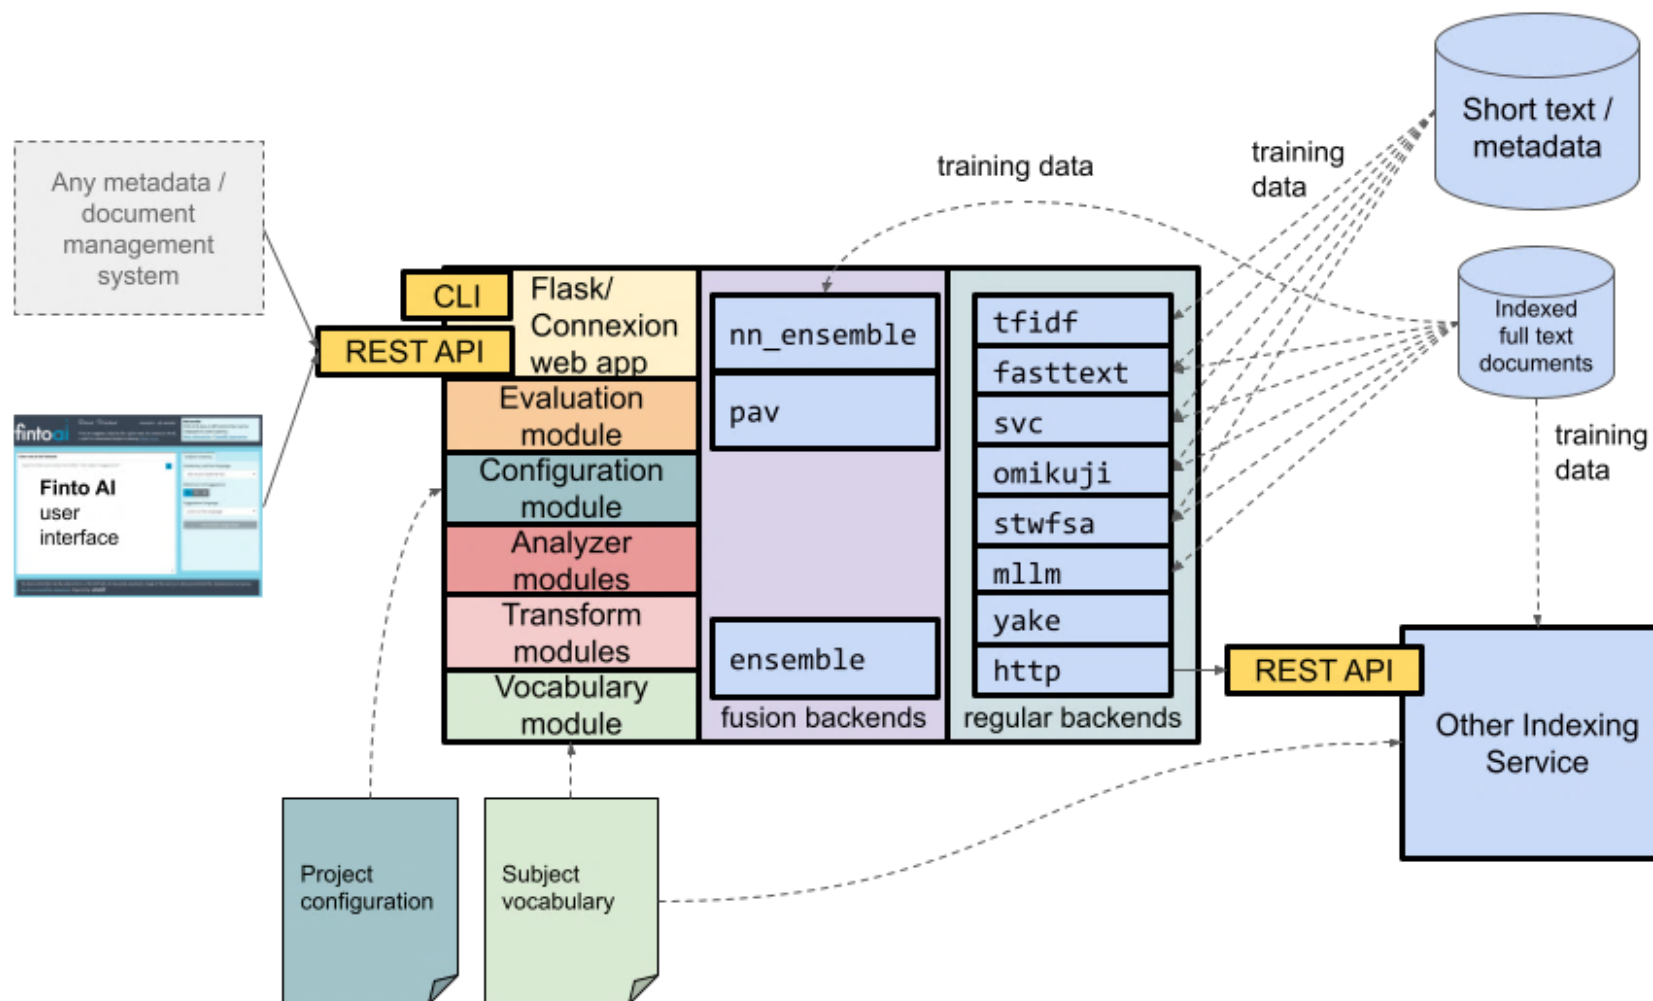 Short text /
metadata
training
data
training data
Any metadata /
document
management
system
Indexed
full text
documents
CLI
REST API
Flask/
Connexion
web app
Evaluation
module
Configuration
module
Analyzer
modules
Transform
modules
Vocabulary
module
nn_ensemble
pav
ensemble
fusion backends
tfidf
fasttext
svc
omikuji
stwfsa
mllm
yake
http
regular backends
training
data
fintoai
Finto AI
user
interface
REST API
Other Indexing
Service
Project
configuration
Subject
vocabulary